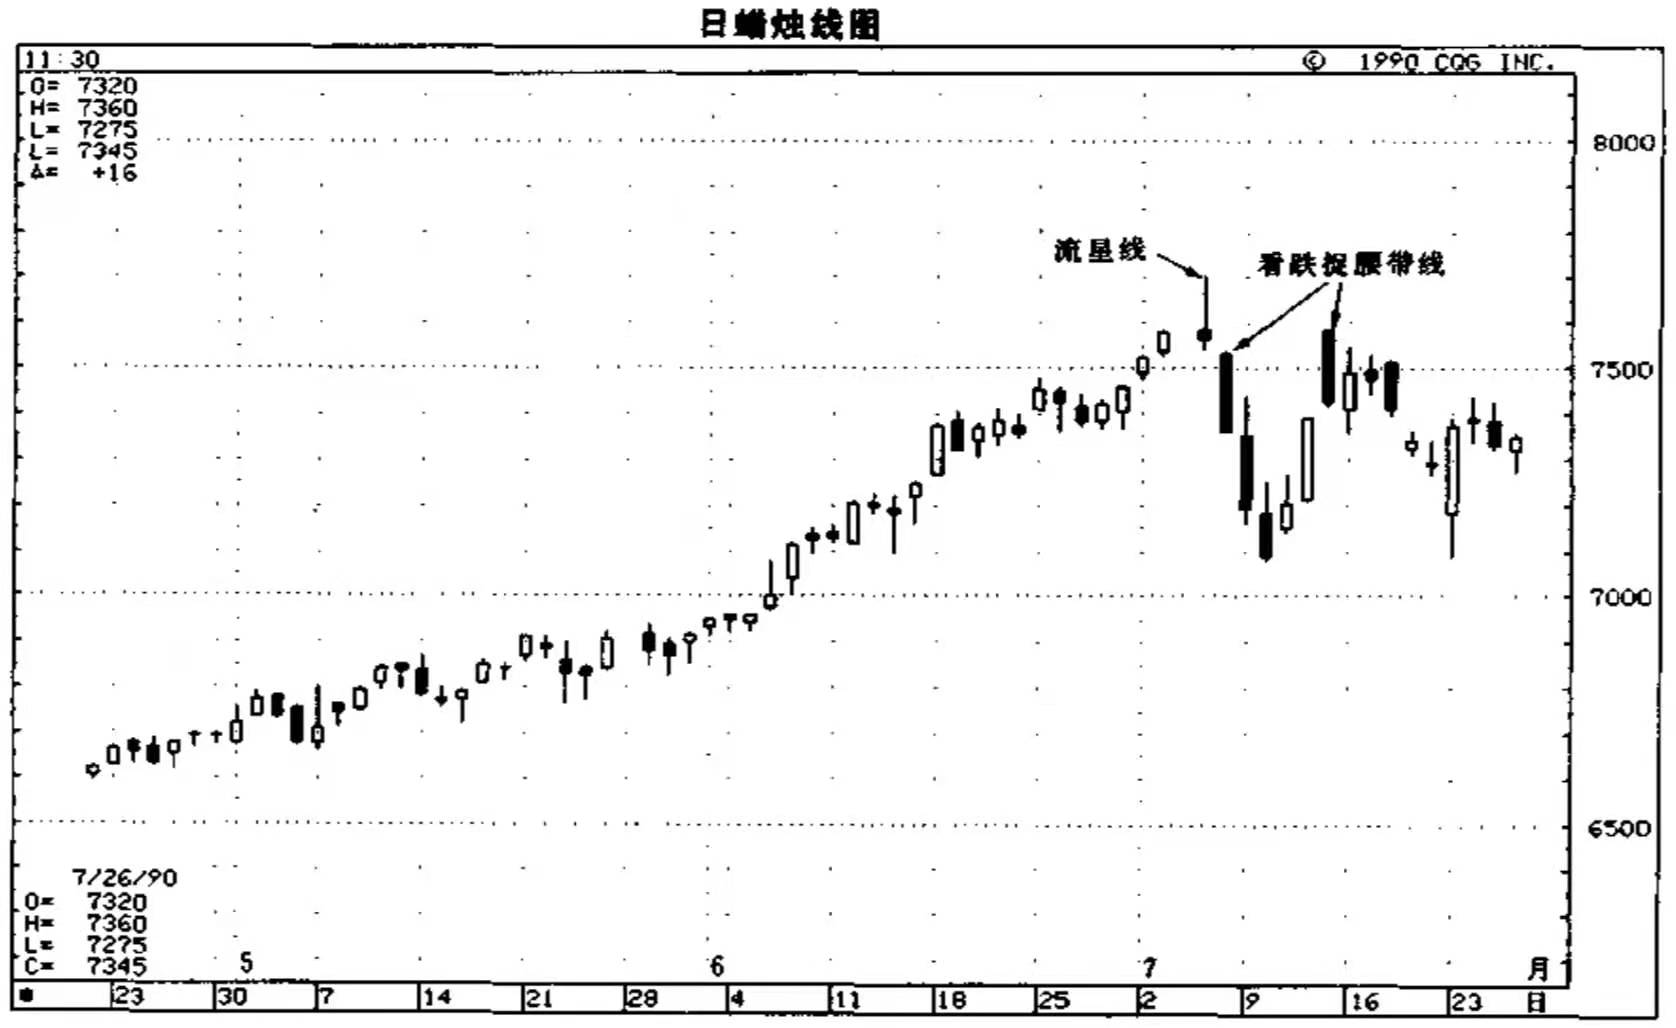 日蜡烛线图
11:30
© 1990 CQG INC.
O= 7320
H= 7360
L= 7275
L= 7345
Δ= +16
8000
流星线
看跌捉腰带线
7500
7000
6500
7/26/90
O= 7320
H= 7360
L= 7275
C= 7345
5 6 7 月
23 30 7 14 21 28 4 11 18 25 2 9 16 23 日